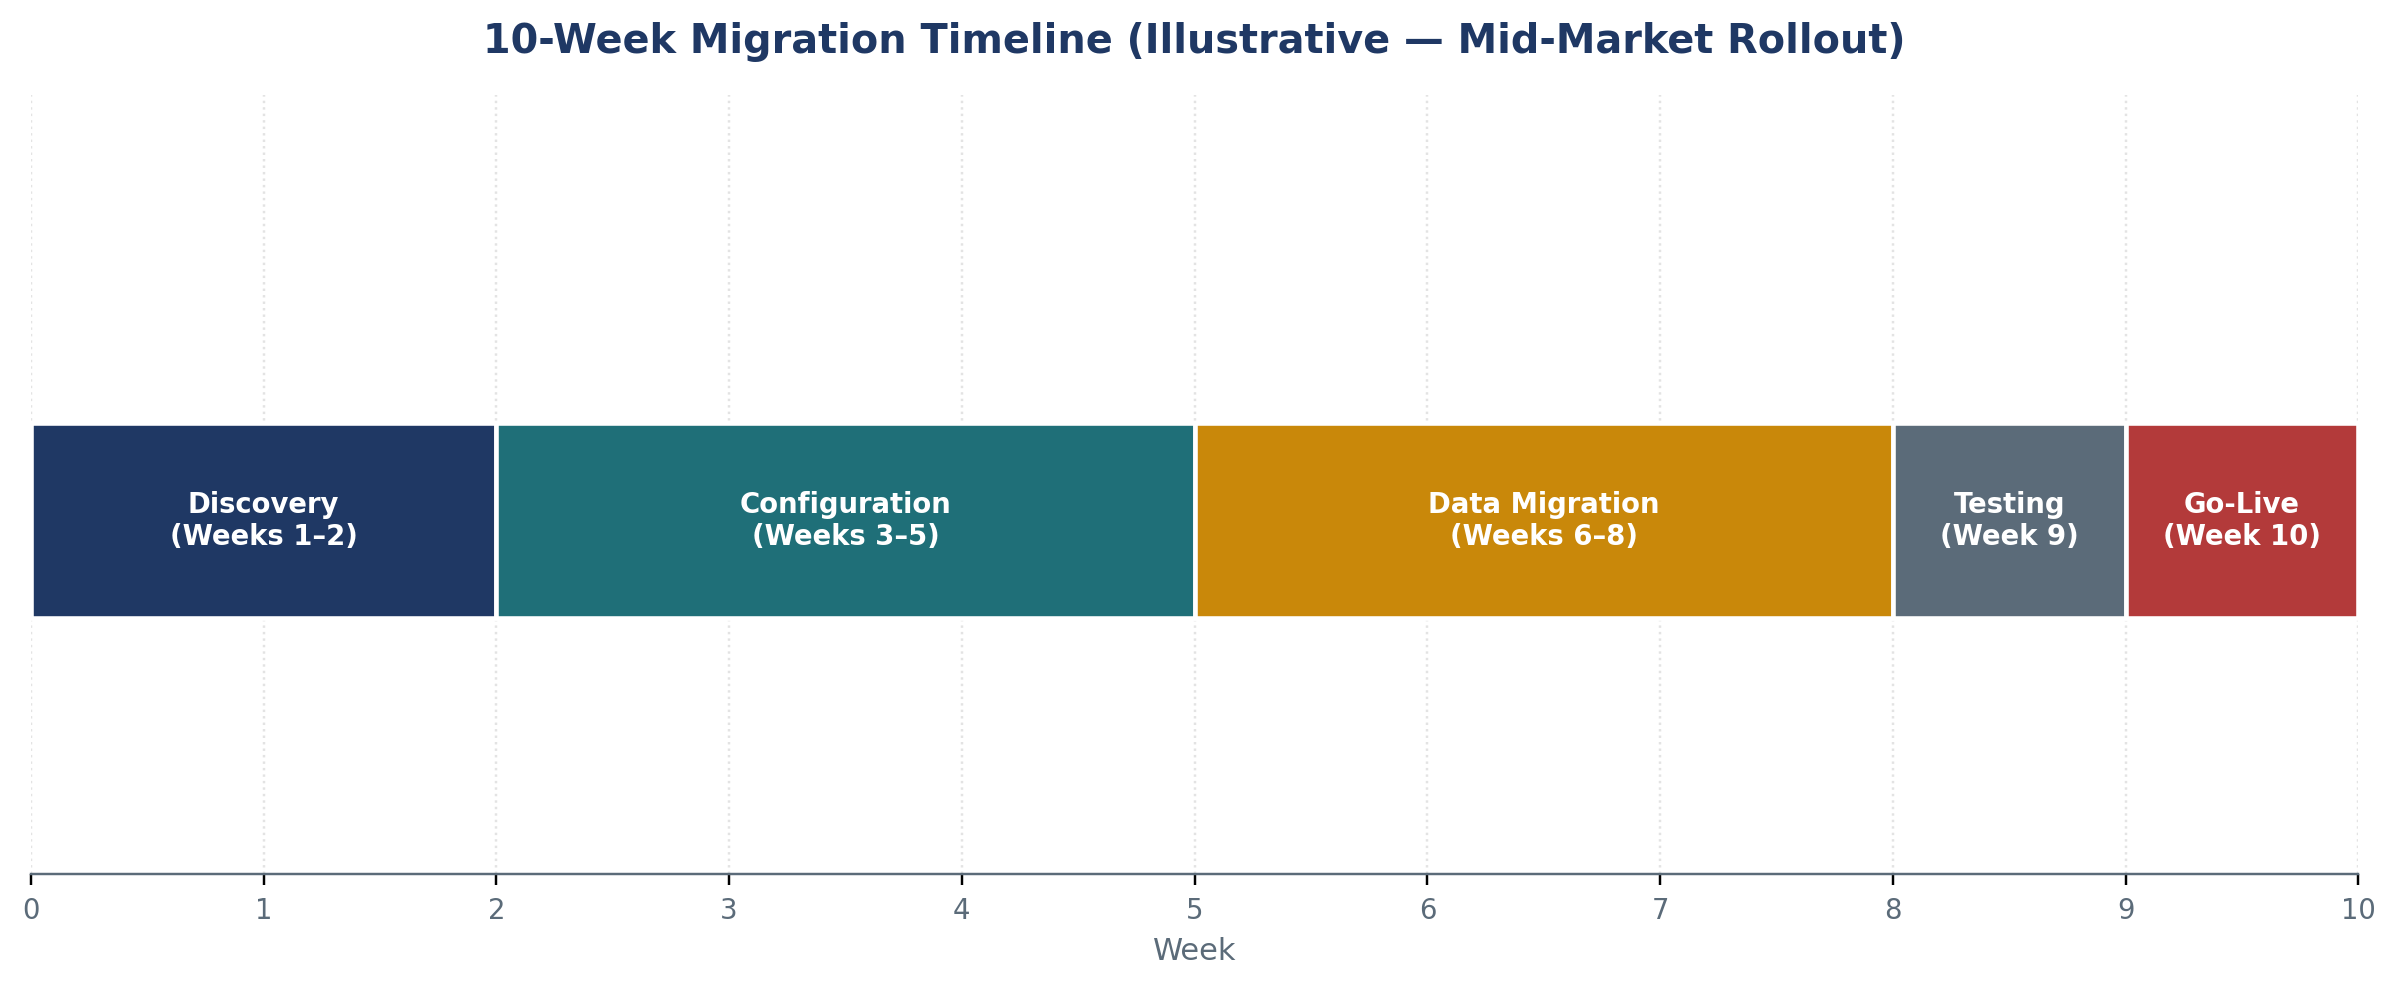 10-Week Migration Timeline (Illustrative — Mid-Market Rollout)
Discovery
(Weeks 1–2)
Configuration
(Weeks 3–5)
Data Migration
(Weeks 6–8)
Testing
(Week 9)
Go-Live
(Week 10)
0 1 2 3 4 5 6 7 8 9 10
Week